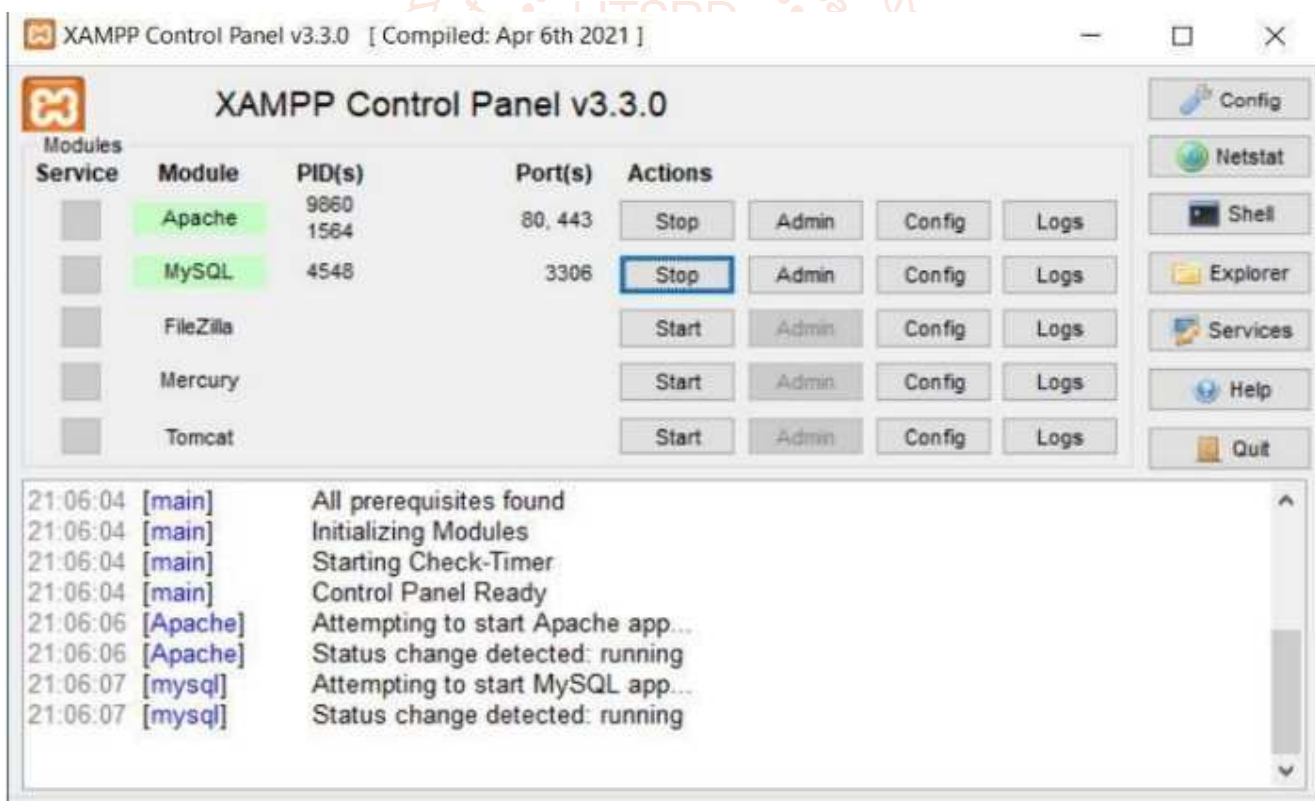 XAMPP Control Panel v3.3.0 [ Compiled: Apr 6th 2021 ]
XAMPP Control Panel v3.3.0
Config
Modules
Service Module PID(s) Port(s) Actions
Netstat
Apache 9860 1564 80, 443 Stop Admin Config Logs
Shell
MySQL 4548 3306 Stop Admin Config Logs
Explorer
FileZilla Start Admin Config Logs
Services
Mercury Start Admin Config Logs
Help
Tomcat Start Admin Config Logs
Quit
21:06:04 [main] All prerequisites found
21:06:04 [main] Initializing Modules
21:06:04 [main] Starting Check-Timer
21:06:04 [main] Control Panel Ready
21:06:06 [Apache] Attempting to start Apache app...
21:06:06 [Apache] Status change detected: running
21:06:07 [mysql] Attempting to start MySQL app...
21:06:07 [mysql] Status change detected: running